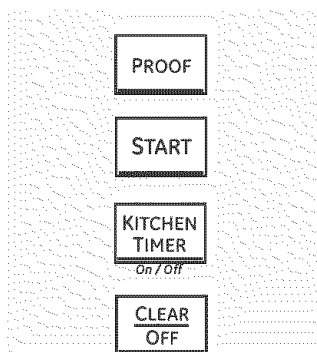 PROOF
START
KITCHEN
TIMER
On / Off
CLEAR
OFF